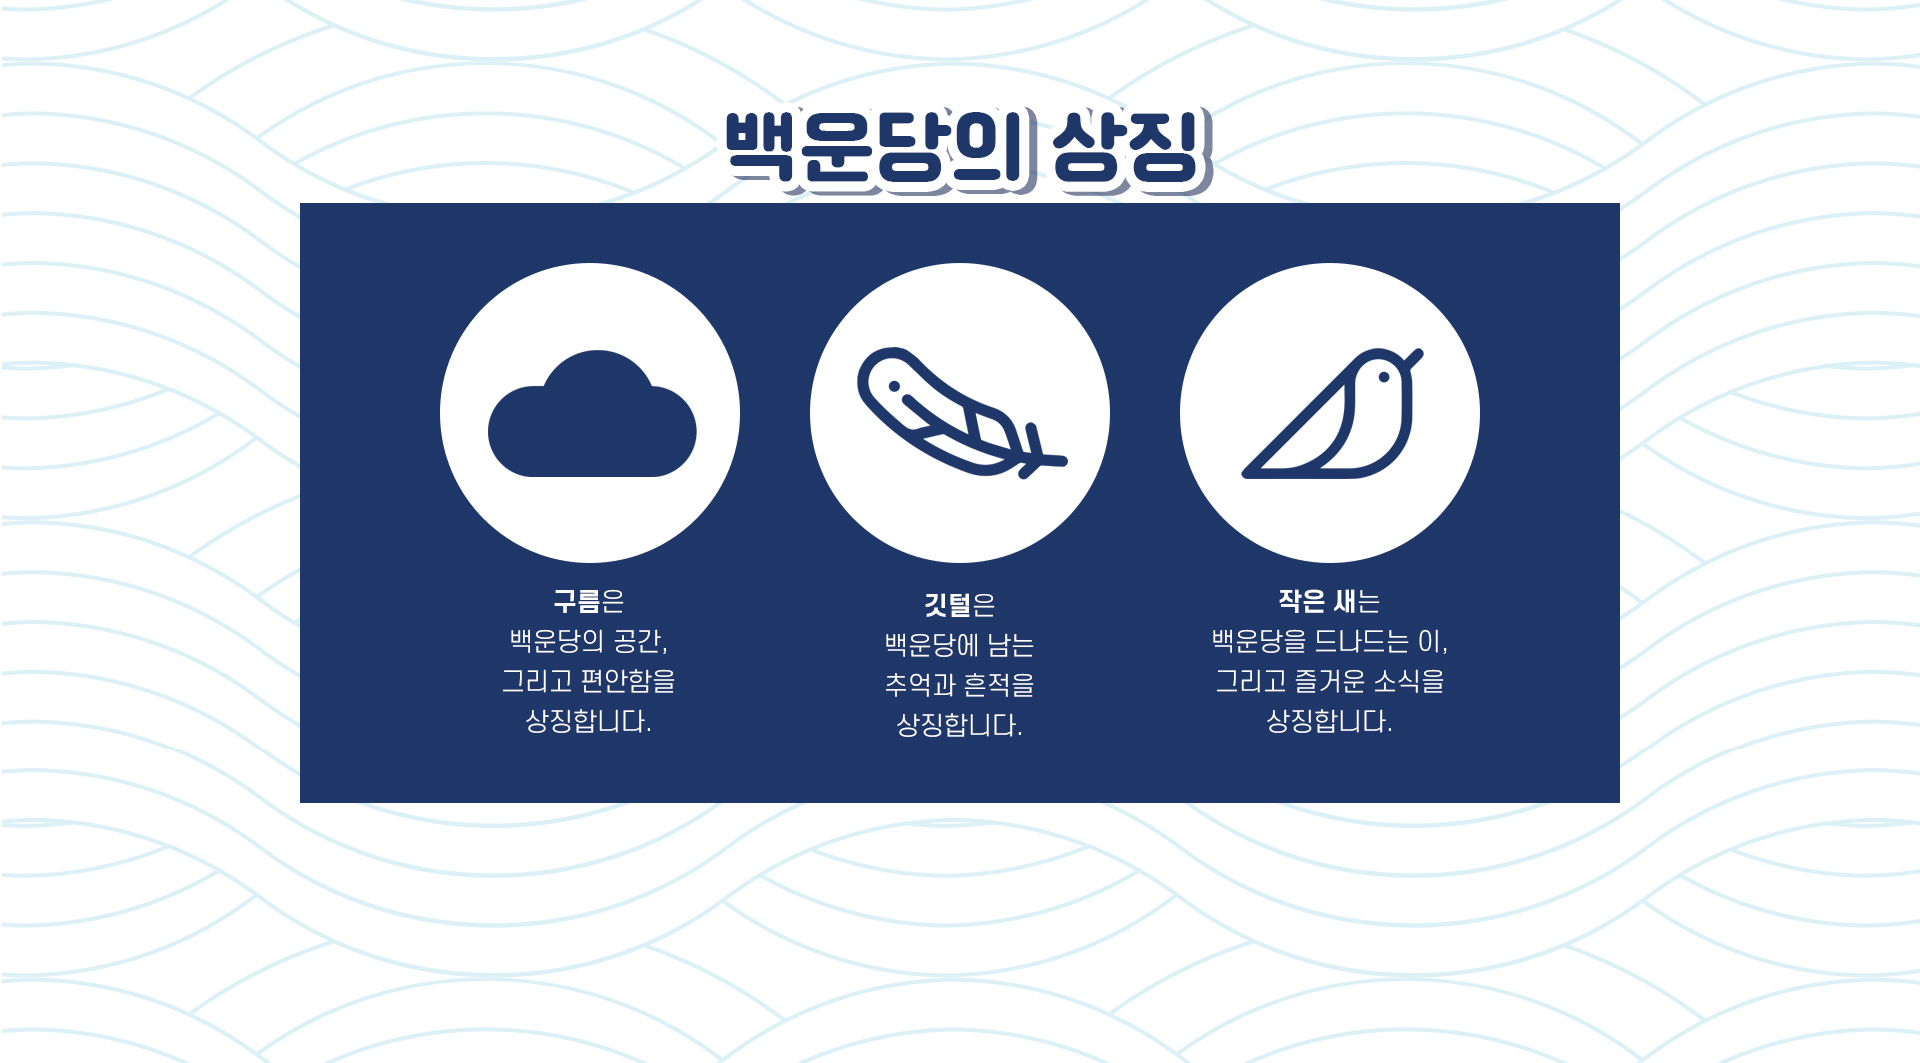 백운당의 상징
구름은
백운당의 공간,
그리고 편안함을
상징합니다.
깃털은
백운당에 남는
추억과 흔적을
상징합니다.
작은 새는
백운당을 드나드는 이,
그리고 즐거운 소식을
상징합니다.